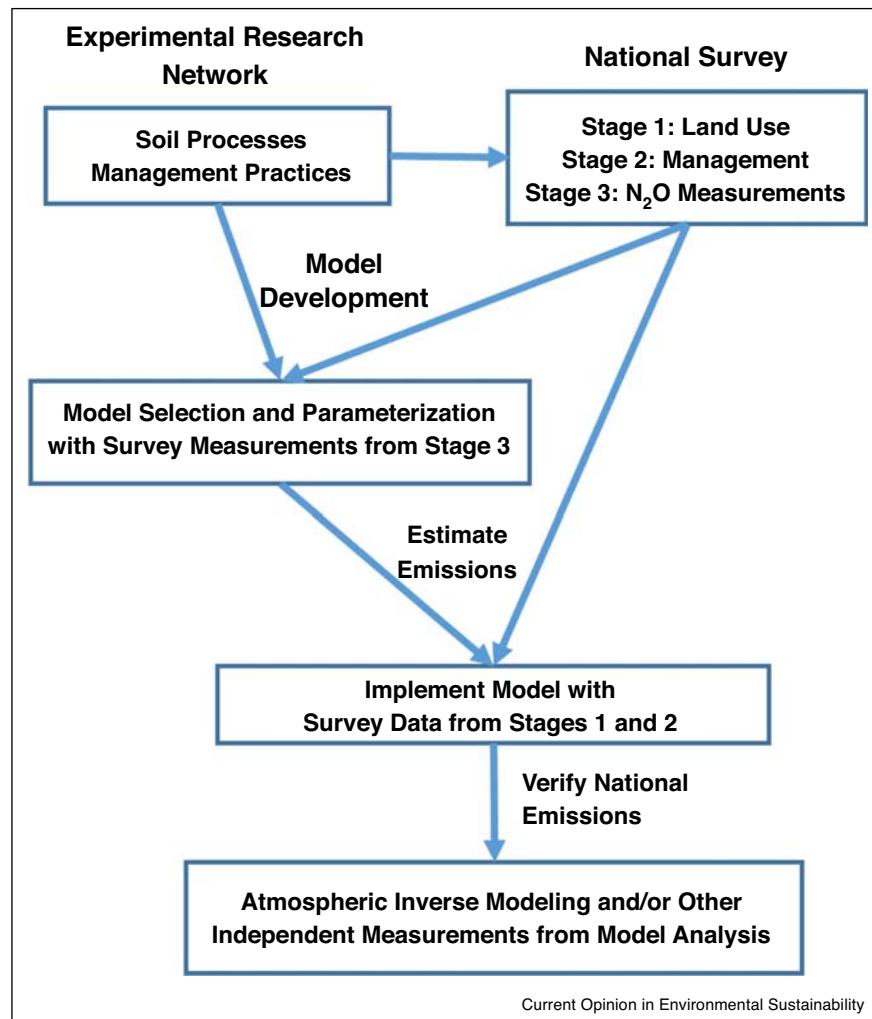 Experimental Research
Network
National Survey
Soil Processes
Management Practices
Stage 1: Land Use
Stage 2: Management
Stage 3: N₂O Measurements
Model
Development
Model Selection and Parameterization
with Survey Measurements from Stage 3
Estimate
Emissions
Implement Model with
Survey Data from Stages 1 and 2
Verify National
Emissions
Atmospheric Inverse Modeling and/or Other
Independent Measurements from Model Analysis
Current Opinion in Environmental Sustainability